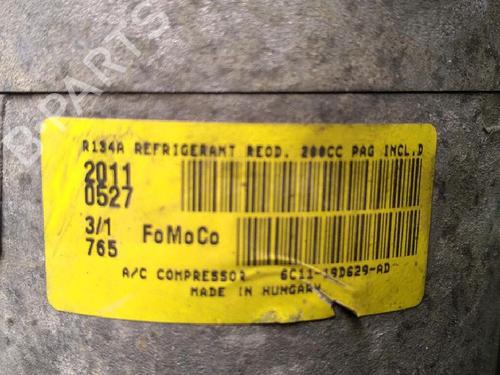 B-PARTS
R134A REFRIGERANT REQD. 200CC PAG INCL.D
2011
0527
3/1
765
FoMoCo
A/C COMPRESSOR 6C11-19D629-AD
MADE IN HUNGARY